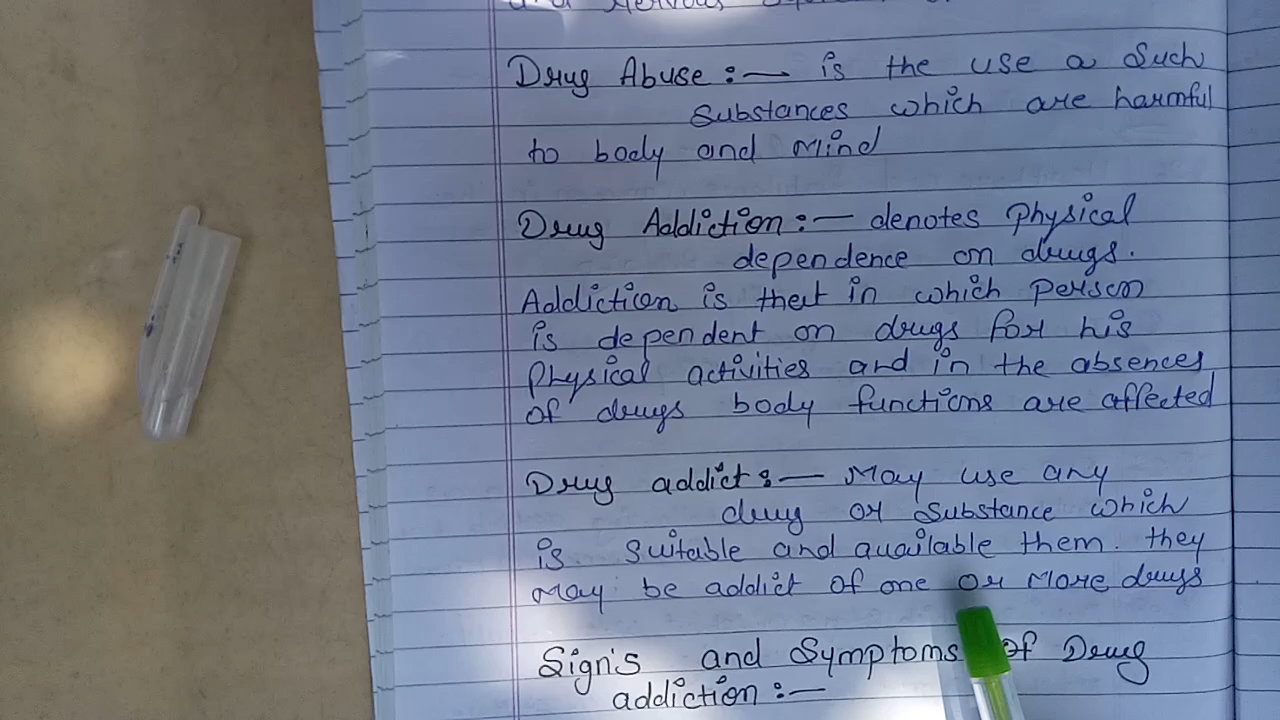 and Nervous
Drug Abuse :— is the use a such
substances which are harmful
to body and Mind
Drug Addiction :— denotes physical
dependence on drugs.
Addiction is that in which person
is dependent on drugs for his
physical activities and in the absences
of drugs body functions are affected
Drug addict :— May use any
drug or substance which
is suitable and available them. they
may be addict of one or more drugs
Sign's and Symptoms of Drug
addiction :—